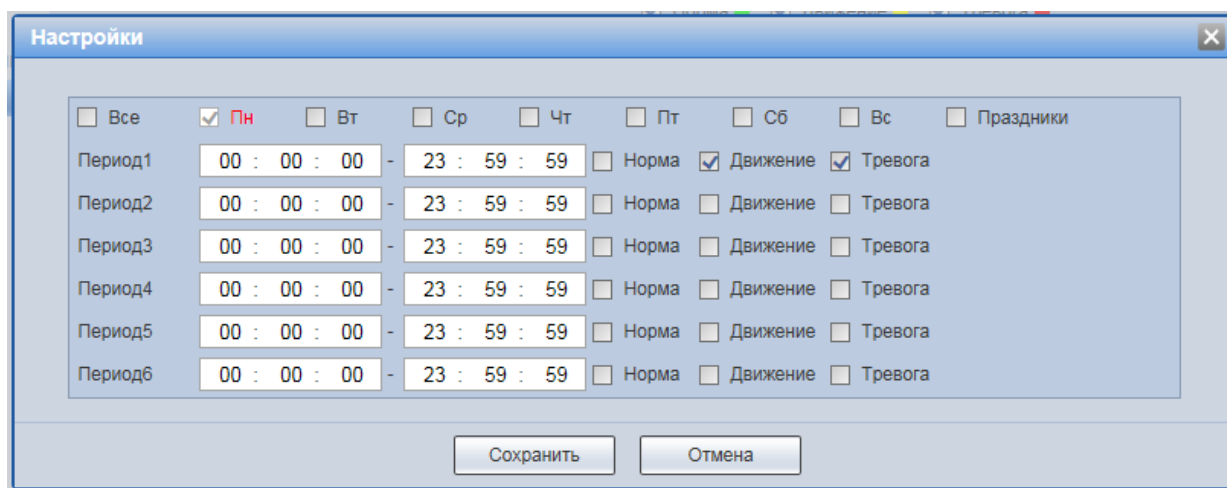 Норма Движение Тревога
Настройки
Все Пн Вт Ср Чт Пт Сб Вс Праздники
Период1 00 : 00 : 00 - 23 : 59 : 59 Норма Движение Тревога
Период2 00 : 00 : 00 - 23 : 59 : 59 Норма Движение Тревога
Период3 00 : 00 : 00 - 23 : 59 : 59 Норма Движение Тревога
Период4 00 : 00 : 00 - 23 : 59 : 59 Норма Движение Тревога
Период5 00 : 00 : 00 - 23 : 59 : 59 Норма Движение Тревога
Период6 00 : 00 : 00 - 23 : 59 : 59 Норма Движение Тревога
Сохранить Отмена